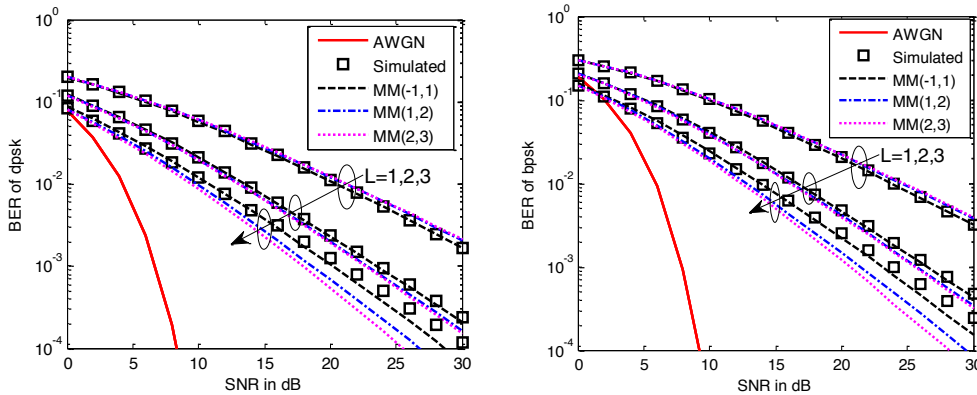 10^0
10^-1
10^-2
10^-3
10^-4
BER of dpsk
0 5 10 15 20 25 30
SNR in dB
AWGN
Simulated
MM(-1,1)
MM(1,2)
MM(2,3)
L=1,2,3
10^0
10^-1
10^-2
10^-3
10^-4
BER of bpsk
0 5 10 15 20 25 30
SNR in dB
AWGN
Simulated
MM(-1,1)
MM(1,2)
MM(2,3)
L=1,2,3